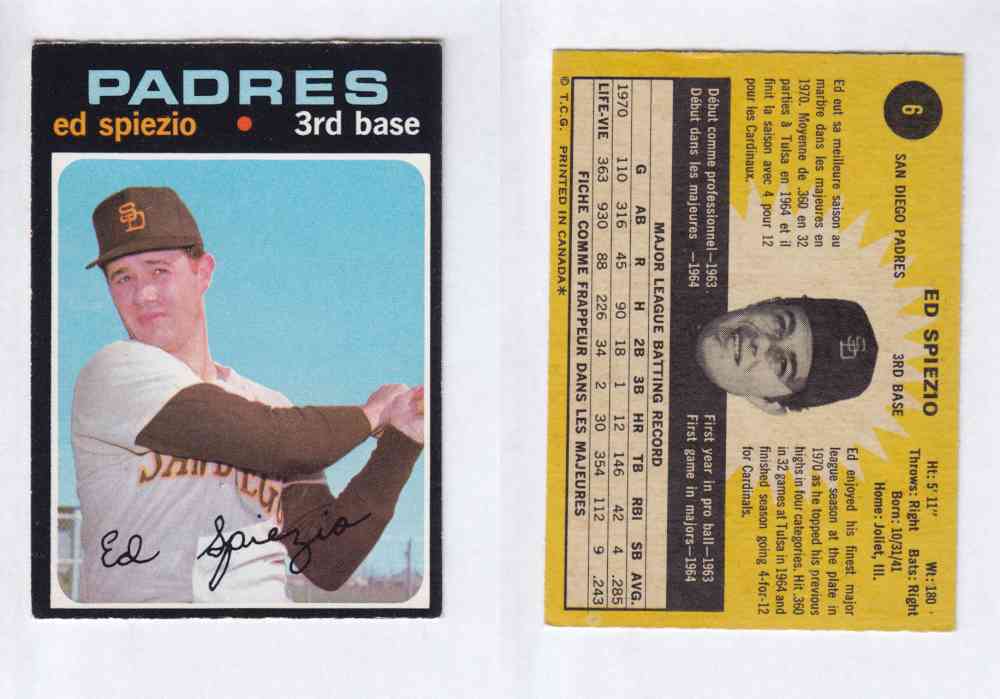 PADRES
ed spiezio • 3rd base
SD
SAN DIEGO
Ed Spiezio
6
SAN DIEGO PADRES
ED SPIEZIO
3RD BASE
Ht: 5' 11" Wt: 180
Born: 10/31/41
Throws: Right Bats: Right
Home: Joliet, Ill.
Ed eut sa meilleure saison au
marbre dans les majeures en
1970. Moyenne de .360 en 32
parties à Tulsa en 1964 et il
finit la saison avec 4 pour 12
pour les Cardinaux.
SD
Ed enjoyed his finest major
league season at the plate in
1970 as he topped his previous
highs in four categories. Hit .360
in 32 games at Tulsa in 1964 and
finished season going 4-for-12
for Cardinals.
Début comme professionnel—1963 First year in pro ball—1963
Début dans les majeures —1964 First game in majors—1964
MAJOR LEAGUE BATTING RECORD
G AB R H 2B 3B HR TB RBI SB AVG.
1970 110 316 45 90 18 1 12 146 42 4 .285
LIFE-VIE 363 930 88 226 34 2 30 354 112 9 .243
FICHE COMME FRAPPEUR DANS LES MAJEURES
© T.C.G. PRINTED IN CANADA*